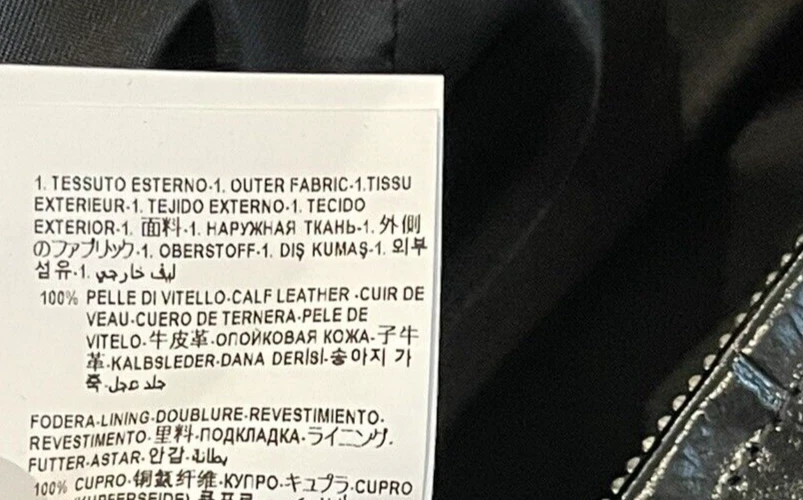 1. TESSUTO ESTERNO-1. OUTER FABRIC-1.TISSU
EXTERIEUR-1. TEJIDO EXTERNO-1. TECIDO
EXTERIOR-1. 面料-1. НАРУЖНАЯ ТКАНЬ-1. 外側
のファブリック-1. OBERSTOFF-1. DIŞ KUMAŞ-1. 외부
섬유-1. ليف خارجي
100% PELLE DI VITELLO-CALF LEATHER -CUIR DE
VEAU-CUERO DE TERNERA-PELE DE
VITELO-牛皮革-ОПОЙКОВАЯ КОЖА-子牛
革-KALBSLEDER-DANA DERİSİ-송아지 가
죽-جلد عجل
FODERA-LINING-DOUBLURE-REVESTIMIENTO-
REVESTIMENTO-里料-ПОДКЛАДКА-ライニング-
FUTTER-ASTAR-안감-بطانة
100% CUPRO-铜氨纤维-КУПРО-キュプラ-CUPRO
(KUPFERSEIDE)